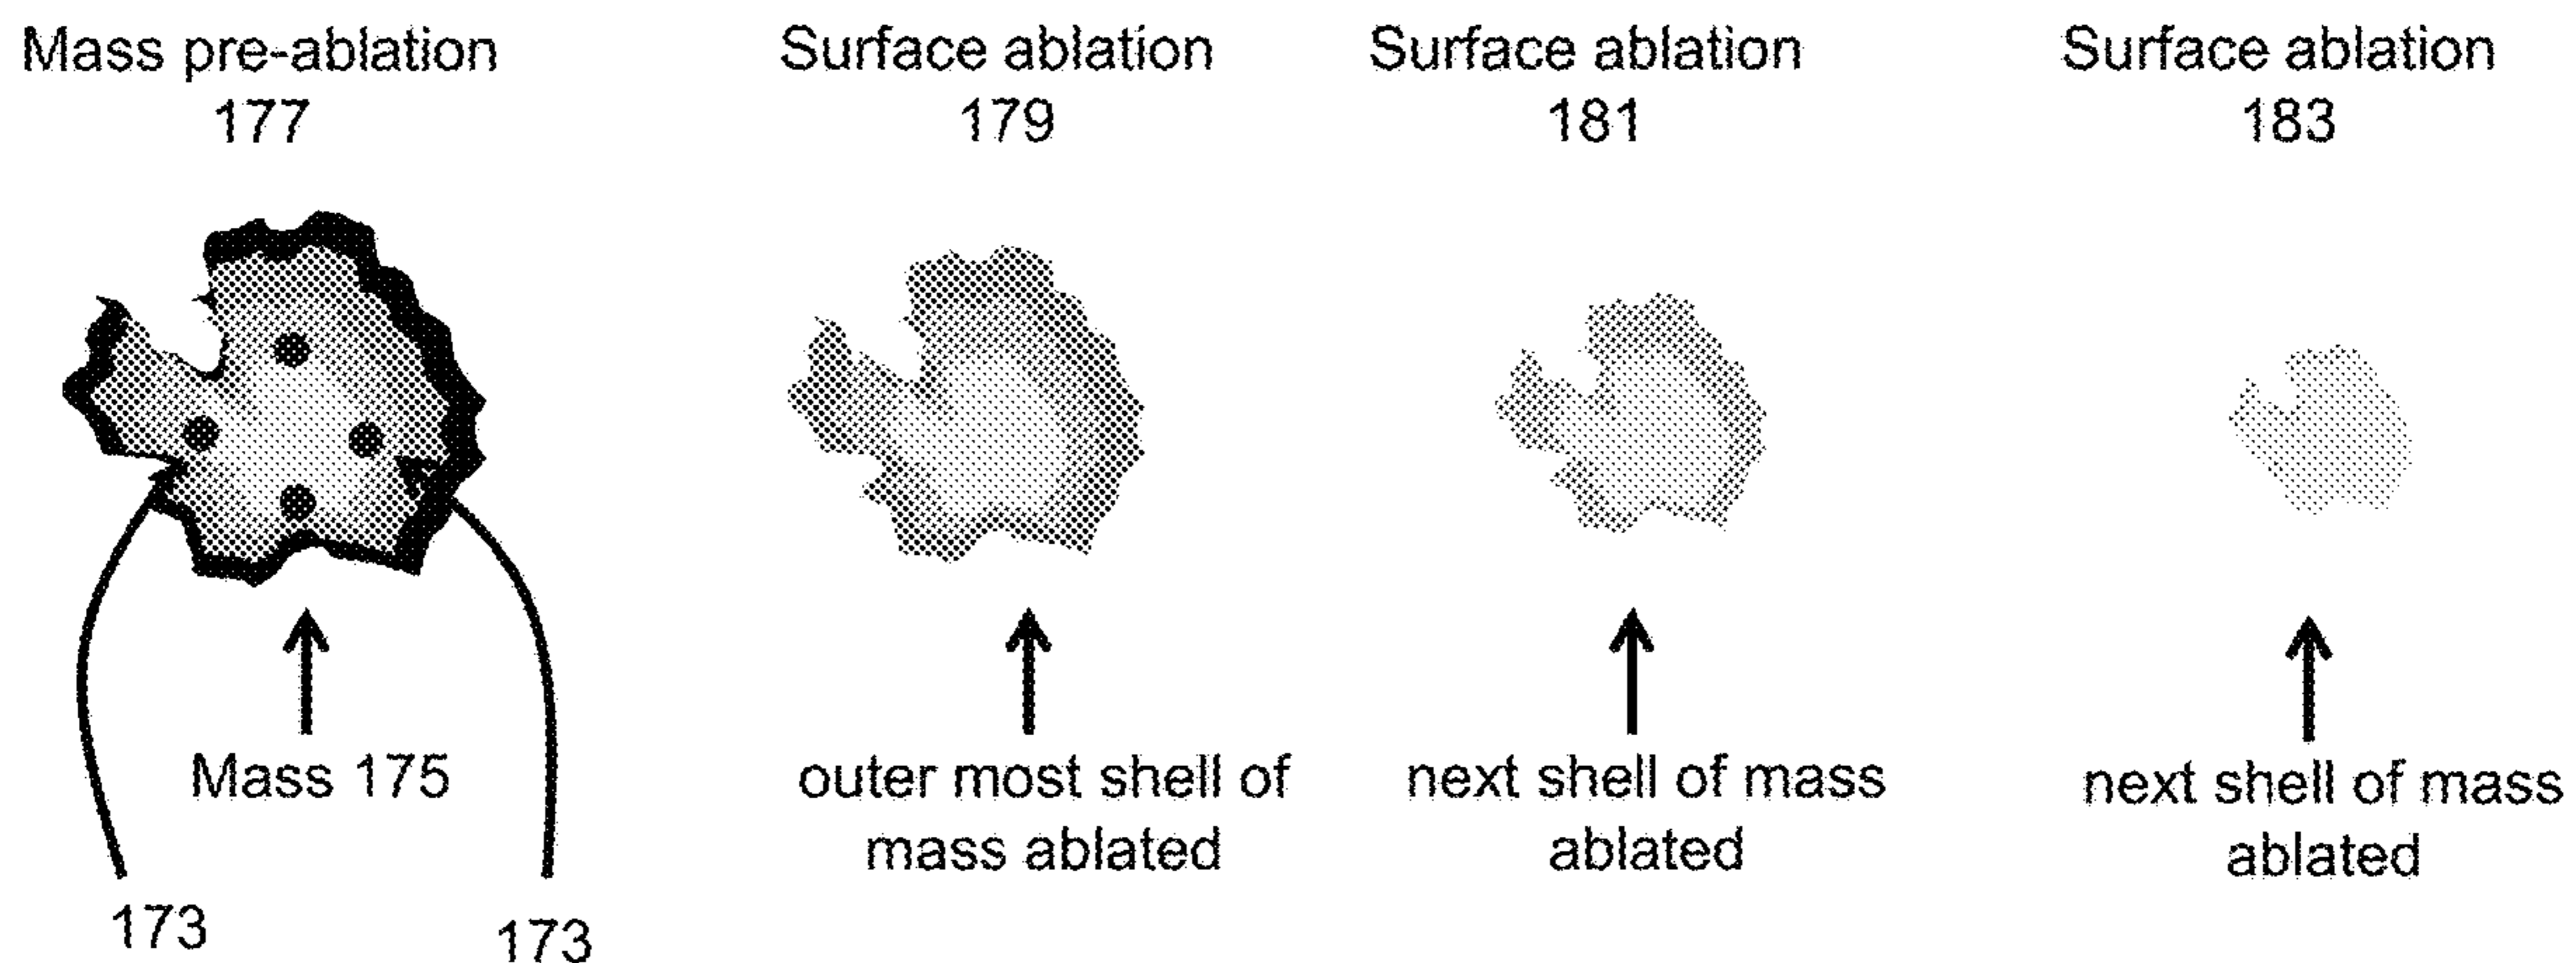 Mass pre-ablation
177
Surface ablation
179
Surface ablation
181
Surface ablation
183
Mass 175
173
173
outer most shell of
mass ablated
next shell of mass
ablated
next shell of mass
ablated